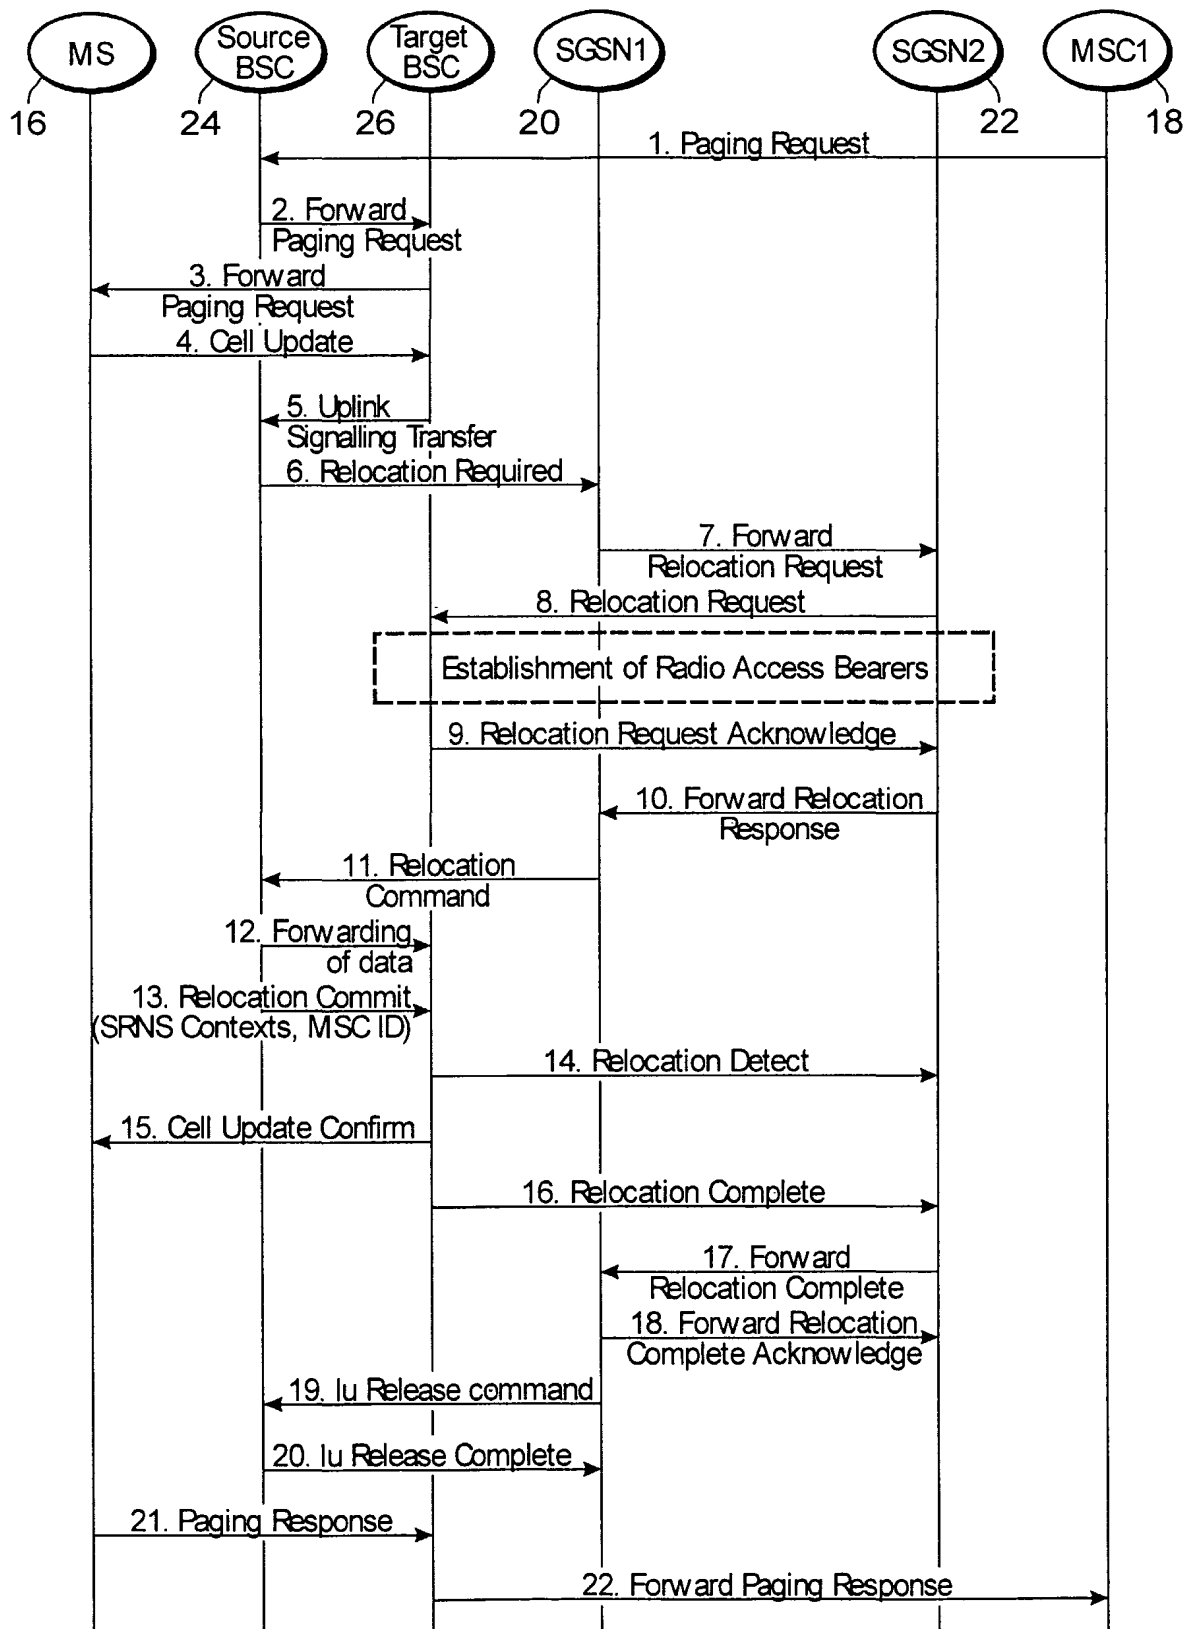 MS
Source
BSC
Target
BSC
SGSN1
SGSN2
MSC1
16
24
26
20
22
18
1. Paging Request
2. Forward
Paging Request
3. Forward
Paging Request
4. Cell Update
5. Uplink
Signalling Transfer
6. Relocation Required
7. Forward
Relocation Request
8. Relocation Request
Establishment of Radio Access Bearers
9. Relocation Request Acknowledge
10. Forward Relocation
Response
11. Relocation
Command
12. Forwarding
of data
13. Relocation Commit
(SRNS Contexts, MSC ID)
14. Relocation Detect
15. Cell Update Confirm
16. Relocation Complete
17. Forward
Relocation Complete
18. Forward Relocation
Complete Acknowledge
19. Iu Release command
20. Iu Release Complete
21. Paging Response
22. Forward Paging Response